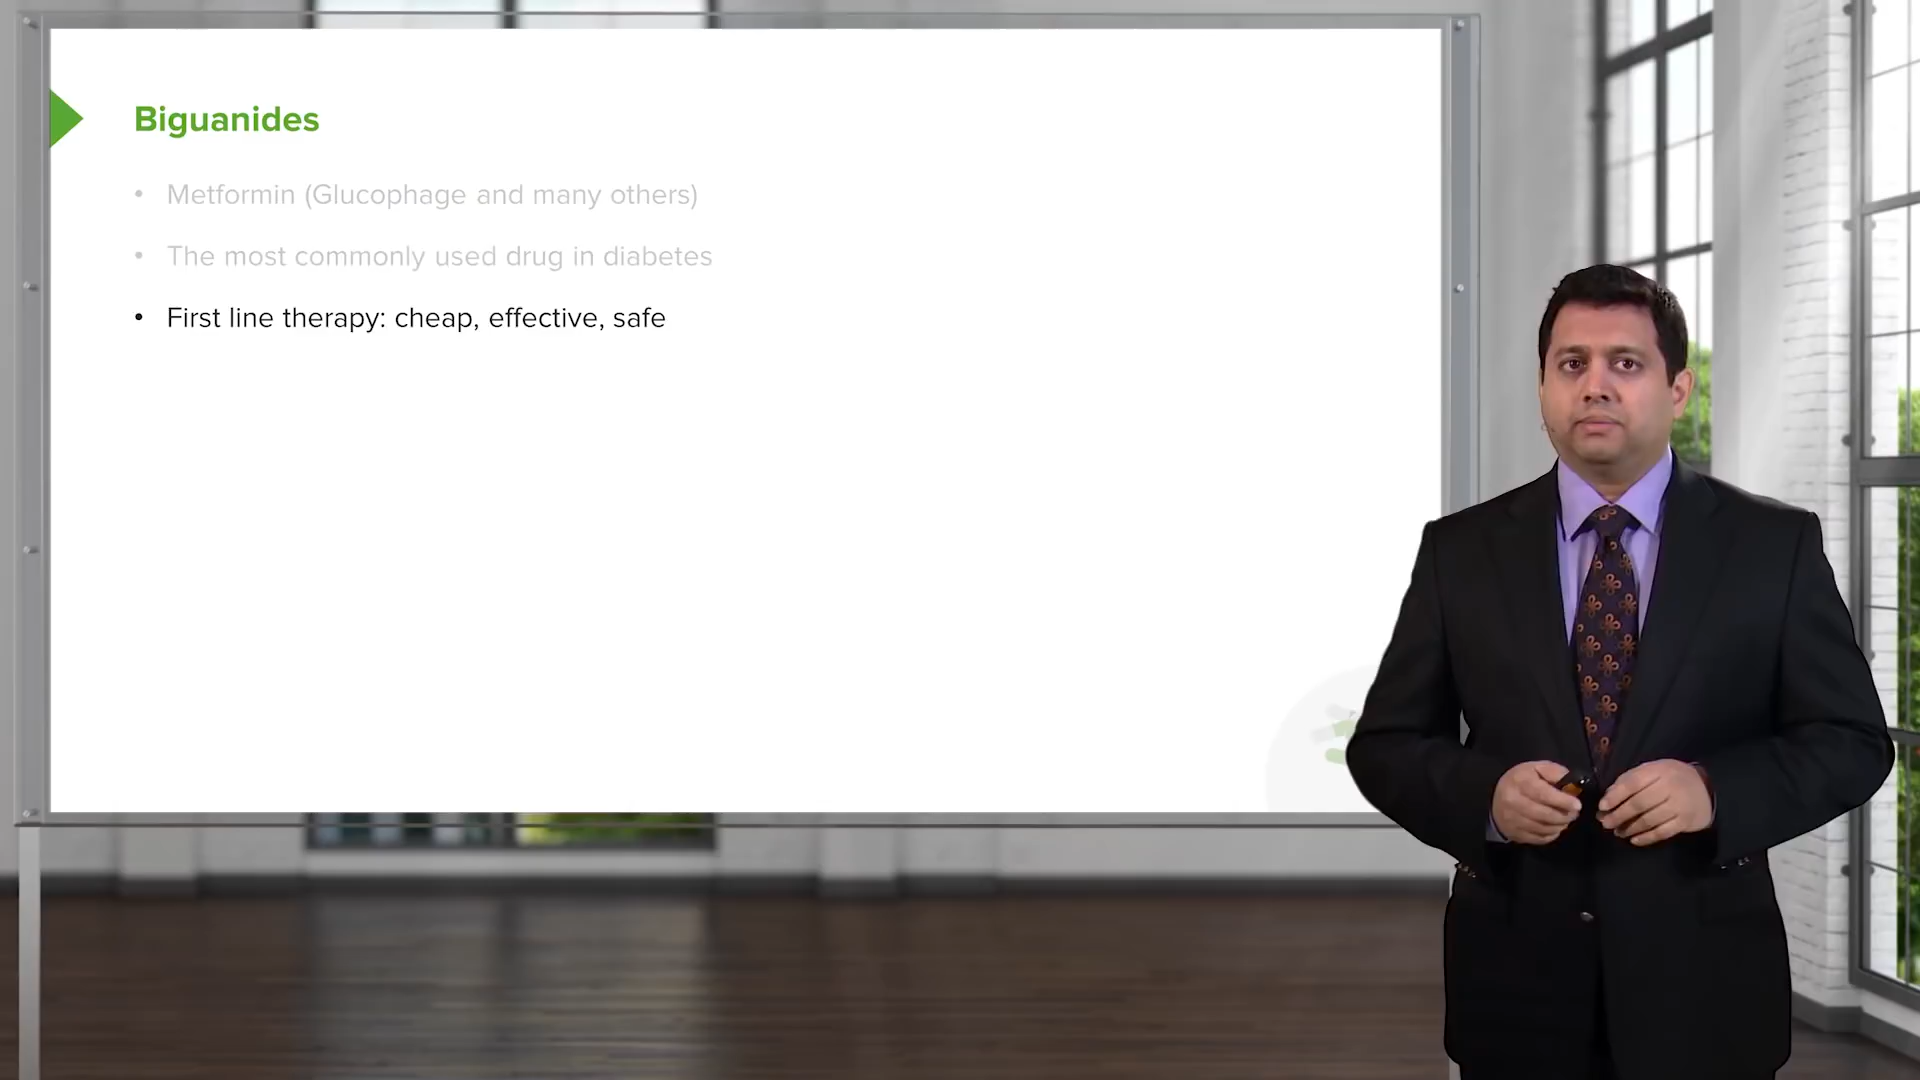 Biguanides
• Metformin (Glucophage and many others)
• The most commonly used drug in diabetes
• First line therapy: cheap, effective, safe